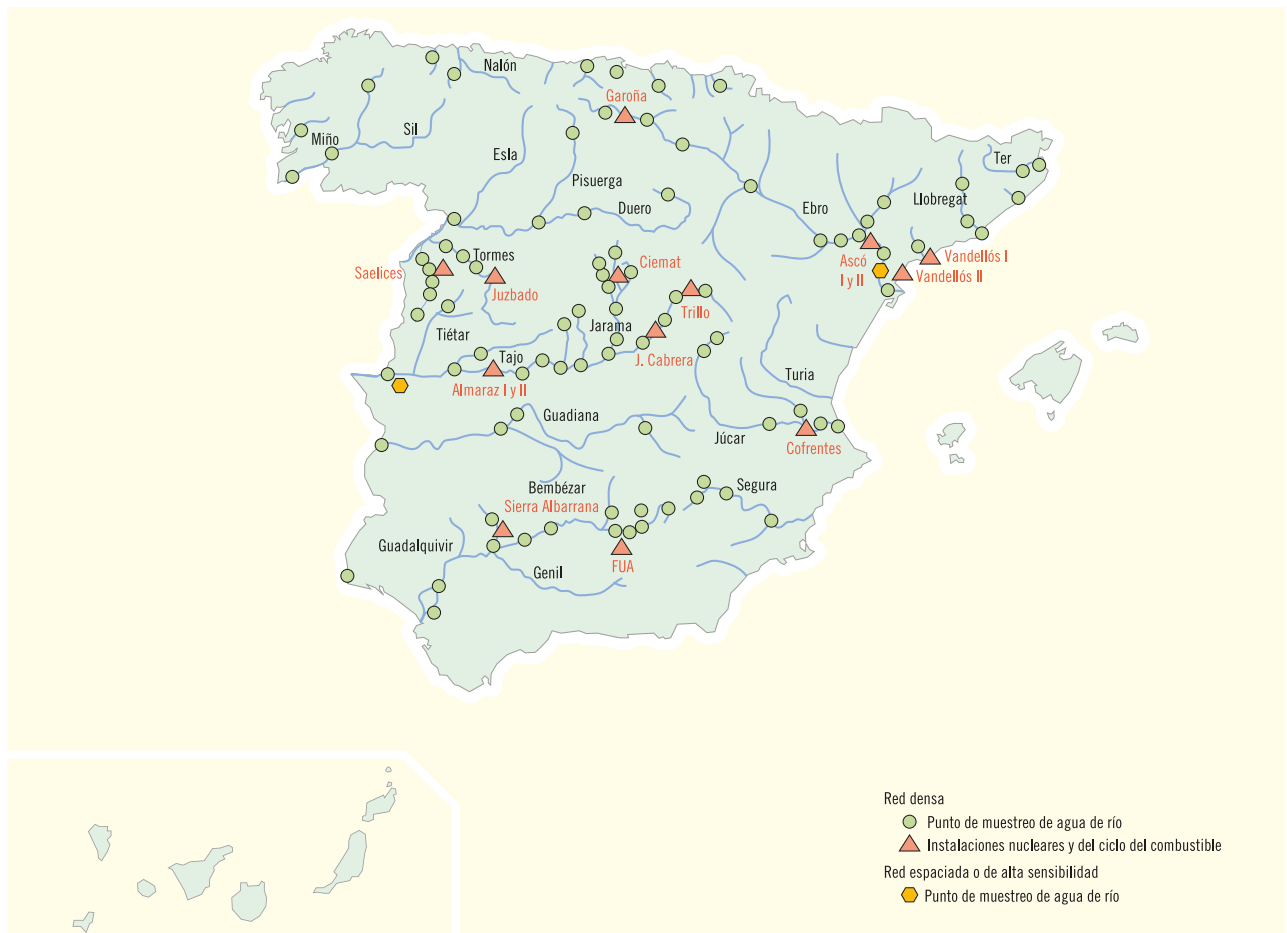 Nalón
Garoña
Miño
Sil
Esla
Ter
Pisuerga
Duero
Ebro
Llobregat
Saelices
Tormes
Ciemat
Ascó
I y II
Vandellós I
Vandellós II
Juzbado
Trillo
Tiétar
Jarama
J. Cabrera
Tajo
Almaraz I y II
Turia
Guadiana
Júcar
Cofrentes
Bembézar
Segura
Sierra Albarrana
Guadalquivir
Genil
FUA
Red densa
Punto de muestreo de agua de río
Instalaciones nucleares y del ciclo del combustible
Red espaciada o de alta sensibilidad
Punto de muestreo de agua de río